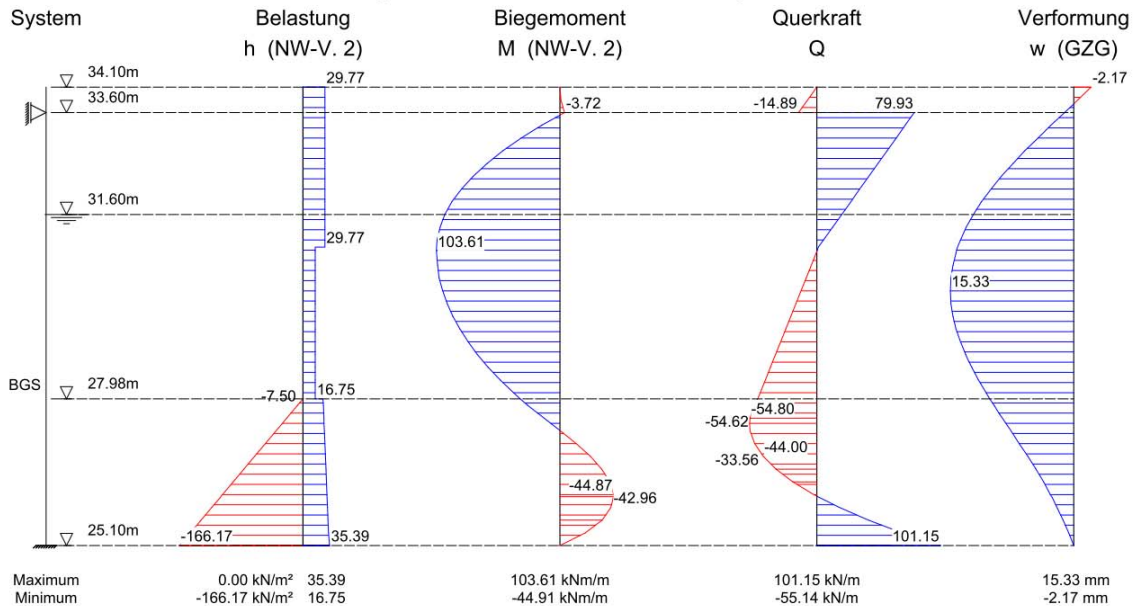 System Belastung Biegemoment Querkraft Verformung
h (NW-V. 2) M (NW-V. 2) Q w (GZG)
34.10m 29.77 -2.17
33.60m -3.72 -14.89 79.93
31.60m
29.77 103.61
15.33
BGS 27.98m -7.50 16.75
-54.80
-54.62
-44.00
-33.56
-44.87 -42.96
25.10m -166.17 35.39 101.15
Maximum 0.00 kN/m² 35.39 103.61 kNm/m 101.15 kN/m 15.33 mm
Minimum -166.17 kN/m² 16.75 -44.91 kNm/m -55.14 kN/m -2.17 mm